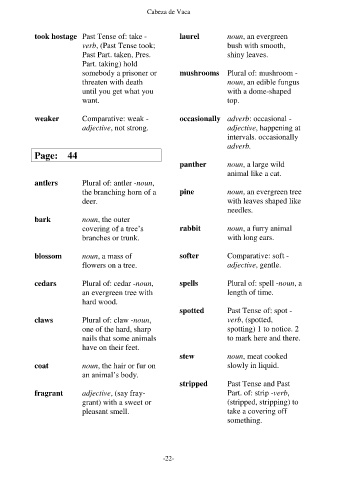 Cabeza de Vaca
took hostage Past Tense of: take -
verb, (Past Tense took;
Past Part. taken, Pres.
Part. taking) hold
somebody a prisoner or
threaten with death
until you get what you
want.
weaker Comparative: weak -
adjective, not strong.
Page: 44
antlers Plural of: antler -noun,
the branching horn of a
deer.
bark noun, the outer
covering of a tree's
branches or trunk.
blossom noun, a mass of
flowers on a tree.
cedars Plural of: cedar -noun,
an evergreen tree with
hard wood.
claws Plural of: claw -noun,
one of the hard, sharp
nails that some animals
have on their feet.
coat noun, the hair or fur on
an animal's body.
fragrant adjective, (say fray-
grant) with a sweet or
pleasant smell.
laurel noun, an evergreen
bush with smooth,
shiny leaves.
mushrooms Plural of: mushroom -
noun, an edible fungus
with a dome-shaped
top.
occasionally adverb: occasional -
adjective, happening at
intervals. occasionally
adverb.
panther noun, a large wild
animal like a cat.
pine noun, an evergreen tree
with leaves shaped like
needles.
rabbit noun, a furry animal
with long ears.
softer Comparative: soft -
adjective, gentle.
spells Plural of: spell -noun, a
length of time.
spotted Past Tense of: spot -
verb, (spotted,
spotting) 1 to notice. 2
to mark here and there.
stew noun, meat cooked
slowly in liquid.
stripped Past Tense and Past
Part. of: strip -verb,
(stripped, stripping) to
take a covering off
something.
-22-